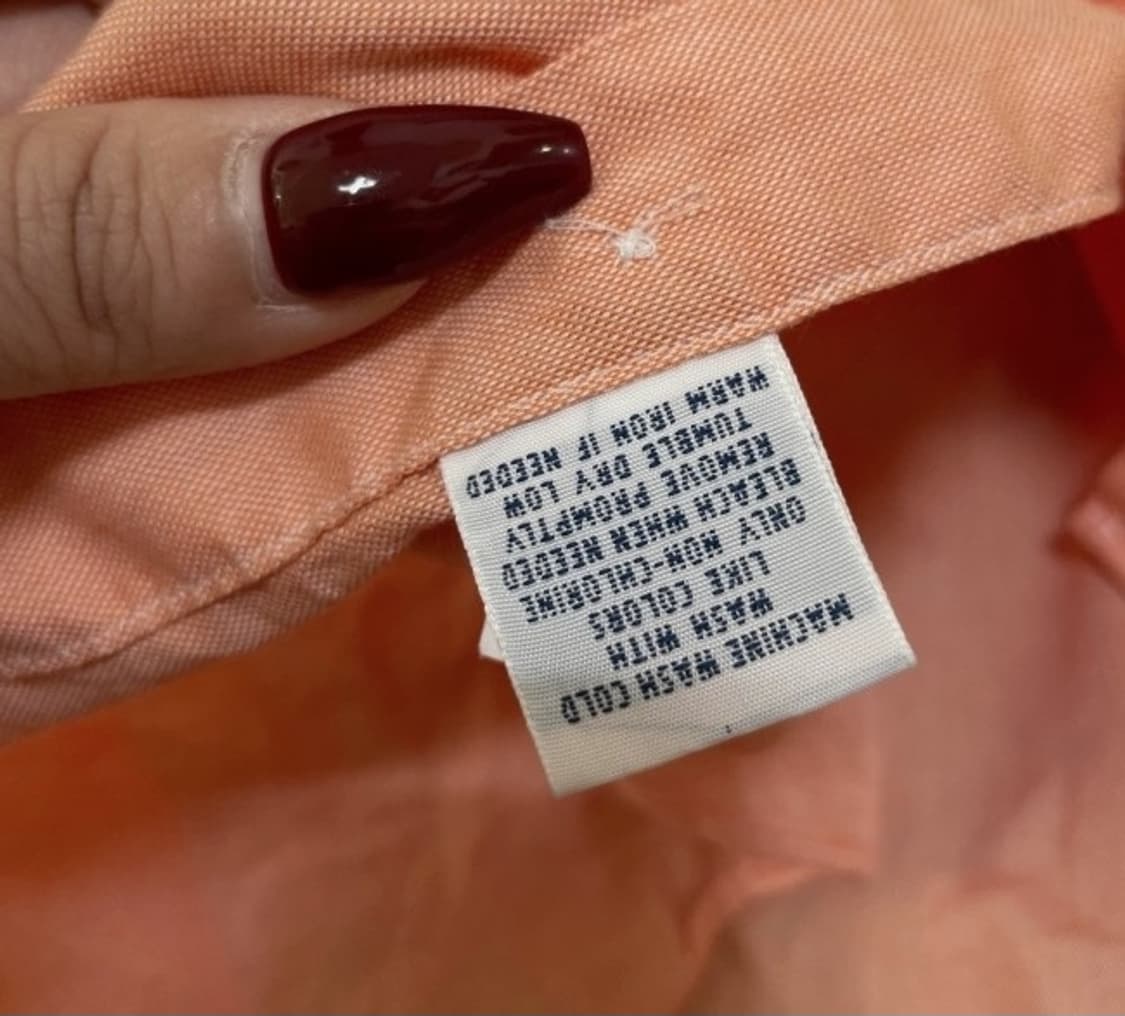 MACHINE WASH COLD
WASH WITH
LIKE COLORS
ONLY NON-CHLORINE
BLEACH WHEN NEEDED
REMOVE PROMPTLY
TUMBLE DRY LOW
WARM IRON IF NEEDED